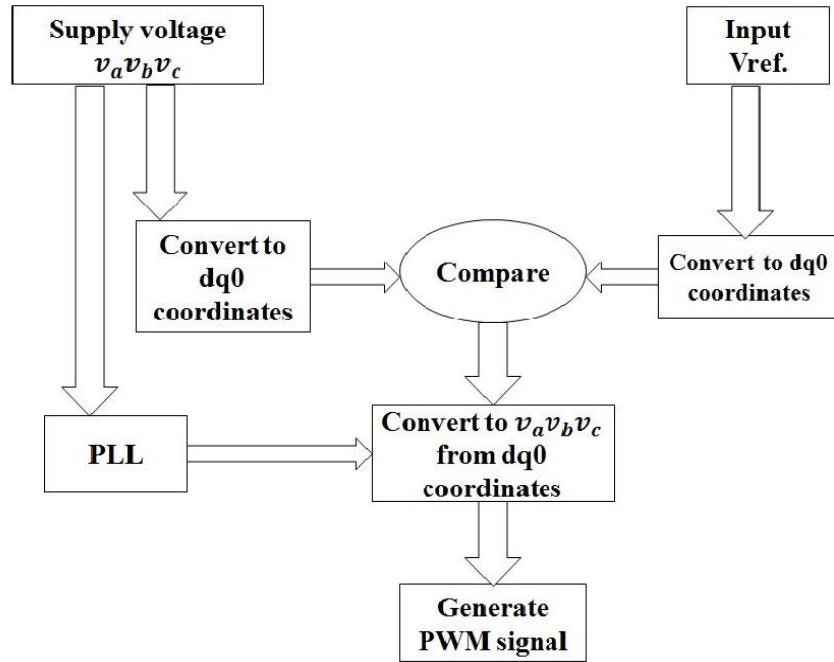 Supply voltage
v_a v_b v_c
Input
Vref.
Convert to
dq0
coordinates
Compare
Convert to dq0
coordinates
PLL
Convert to v_a v_b v_c
from dq0
coordinates
Generate
PWM signal